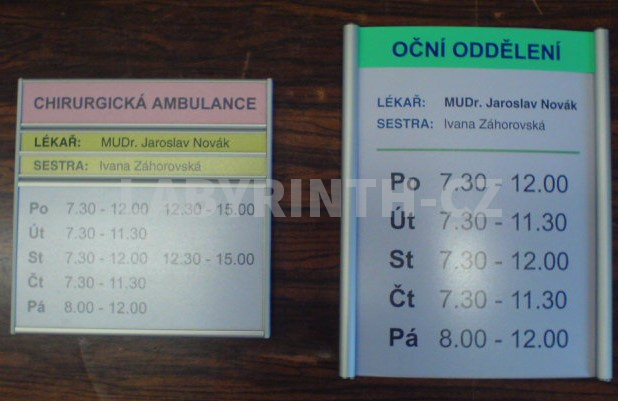 CHIRURGICKÁ AMBULANCE
LÉKAŘ: MUDr. Jaroslav Novák
SESTRA: Ivana Záhorovská
Po 7.30 - 12.00 12.30 - 15.00
Út 7.30 - 11.30
St 7.30 - 12.00 12.30 - 15.00
Čt 7.30 - 11.30
Pá 8.00 - 12.00
OČNÍ ODDĚLENÍ
LÉKAŘ: MUDr. Jaroslav Novák
SESTRA: Ivana Záhorovská
Po 7.30 - 12.00
Út 7.30 - 11.30
St 7.30 - 12.00
Čt 7.30 - 11.30
Pá 8.00 - 12.00
LABYRINTH-CZ